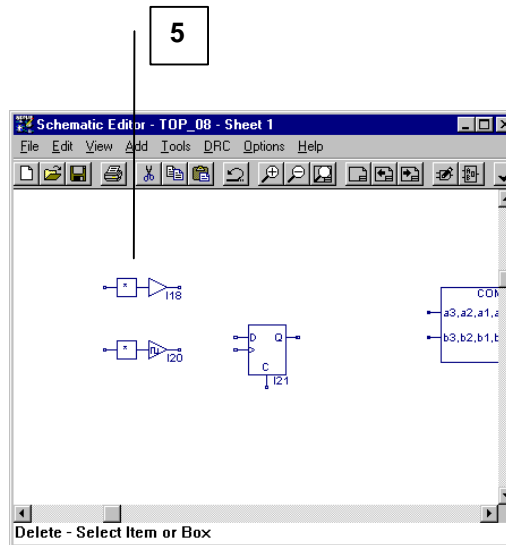 5
Schematic Editor - TOP_08 - Sheet 1
File Edit View Add Tools DRC Options Help
* I18
* I20
D Q
C
I21
COM
a3,a2,a1,a
b3,b2,b1,b
Delete - Select Item or Box